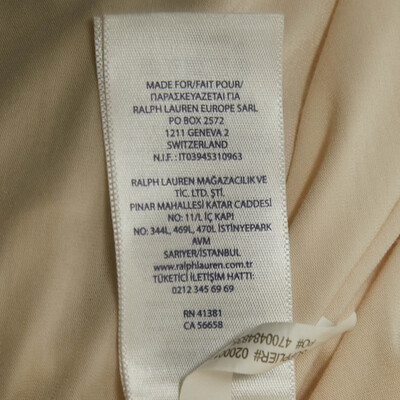 MADE FOR/FAIT POUR/
ΠΑΡΑΣΚΕΥΑΖΕΤΑΙ ΓΙΑ
RALPH LAUREN EUROPE SARL
PO BOX 2572
1211 GENEVA 2
SWITZERLAND
N.I.F.: IT03945310963
RALPH LAUREN MAĞAZACILIK VE
TİC. LTD. ŞTİ.
PINAR MAHALLESİ KATAR CADDESİ
NO: 11/L İÇ KAPI
NO: 344L, 469L, 470L İSTİNYEPARK
AVM
SARIYER/İSTANBUL
www.ralphlauren.com.tr
TÜKETİCİ İLETİŞİM HATTI:
0212 345 69 69
RN 41381
CA 56658